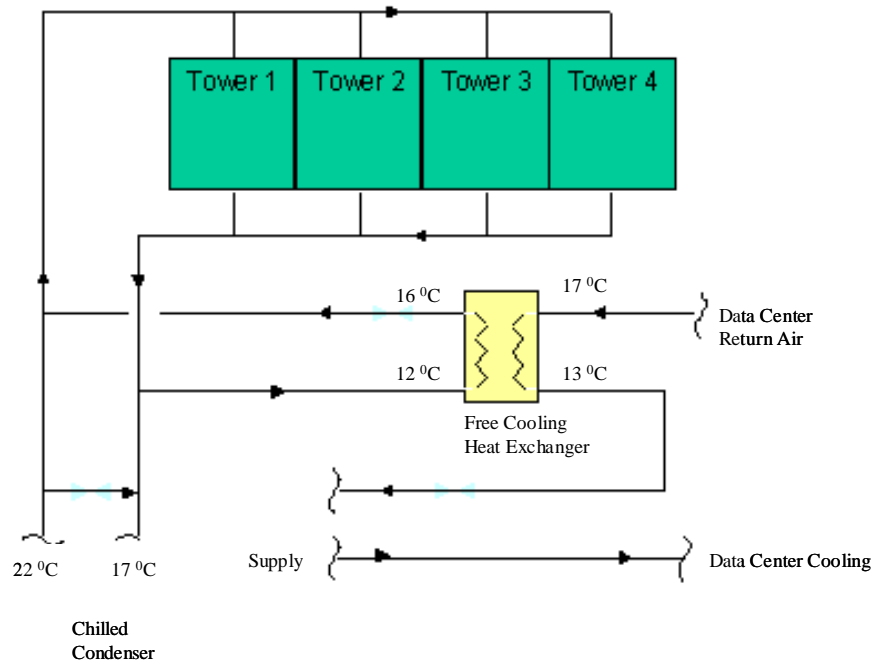 Tower 1 Tower 2 Tower 3 Tower 4
16 ⁰C
17 ⁰C
Data Center
Return Air
12 ⁰C
13 ⁰C
Free Cooling
Heat Exchanger
22 ⁰C
17 ⁰C
Supply
Data Center Cooling
Chilled
Condenser